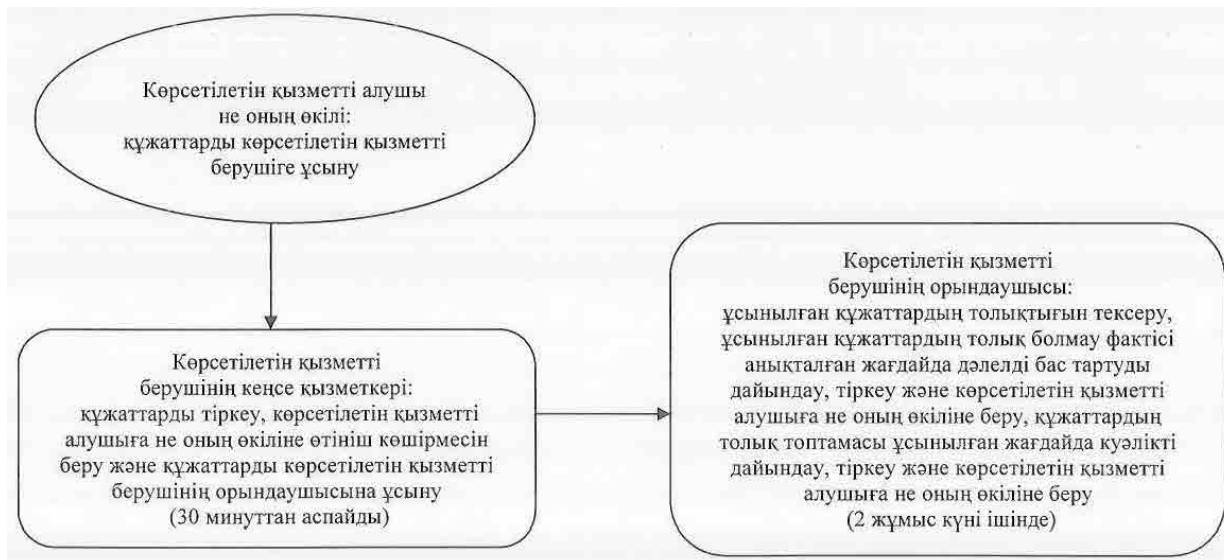 Көрсетілетін қызметті алушы
не оның өкілі:
құжаттарды көрсетілетін қызметті
берушіге ұсыну
Көрсетілетін қызметті
берушінің кеңсе қызметкері:
құжаттарды тіркеу, көрсетілетін қызметті
алушыға не оның өкіліне өтініш көшірмесін
беру және құжаттарды көрсетілетін қызметті
берушінің орындаушысына ұсыну
(30 минуттан аспайды)
Көрсетілетін қызметті
берушінің орындаушысы:
ұсынылған құжаттардың толықтығын тексеру,
ұсынылған құжаттардың толық болмау фактісі
анықталған жағдайда дәлелді бас тартуды
дайындау, тіркеу және көрсетілетін қызметті
алушыға не оның өкіліне беру, құжаттардың
толық топтамасы ұсынылған жағдайда куәлікті
дайындау, тіркеу және көрсетілетін қызметті
алушыға не оның өкіліне беру
(2 жұмыс күні ішінде)